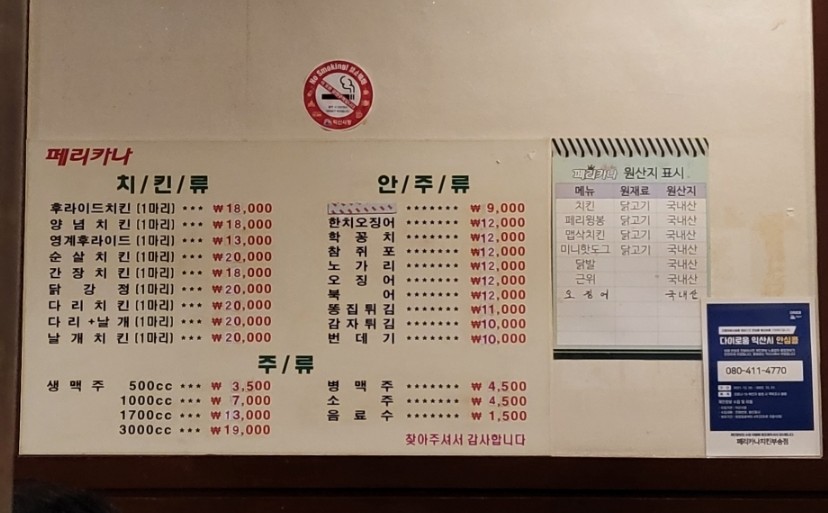 No Smoking!
페리카나
치/킨/류
후라이드치킨 (1마리) *** ₩18,000
양 념 치 킨 (1마리) *** ₩18,000
영계후라이드 (1마리) *** ₩13,000
순 살 치 킨 (1마리) *** ₩20,000
간 장 치 킨 (1마리) *** ₩18,000
닭 강 정 (1마리) *** ₩20,000
다 리 치 킨 (1마리) *** ₩20,000
다 리 +날 개 (1마리) *** ₩20,000
날 개 치 킨 (1마리) *** ₩20,000
안/주/류
******* ₩ 9,000
한치오징어 ******* ₩12,000
학 꽁 치 ******* ₩12,000
참 쥐 포 ******* ₩12,000
노 가 리 ******* ₩12,000
오 징 어 ******* ₩12,000
북 어 ******* ₩12,000
똥집튀김 ******* ₩11,000
감자튀김 ******* ₩10,000
번 데 기 ******* ₩10,000
주/류
생 맥 주 500cc *** ₩ 3,500
1000cc *** ₩ 7,000
1700cc *** ₩13,000
3000cc *** ₩19,000
병 맥 주 ******* ₩ 4,500
소 주 ******* ₩ 4,500
음 료 수 ******* ₩ 1,500
찾아주셔서 감사합니다
페리카나 원산지 표시
메뉴 원재료 원산지
치킨 닭고기 국내산
페리윙봉 닭고기 국내산
맵삭치킨 닭고기 국내산
미니핫도그 닭고기 국내산
닭발 국내산
근위 국내산
오징어 국내산
다이로움 익산시 안심콜
080-411-4770
페리카나치킨부송점